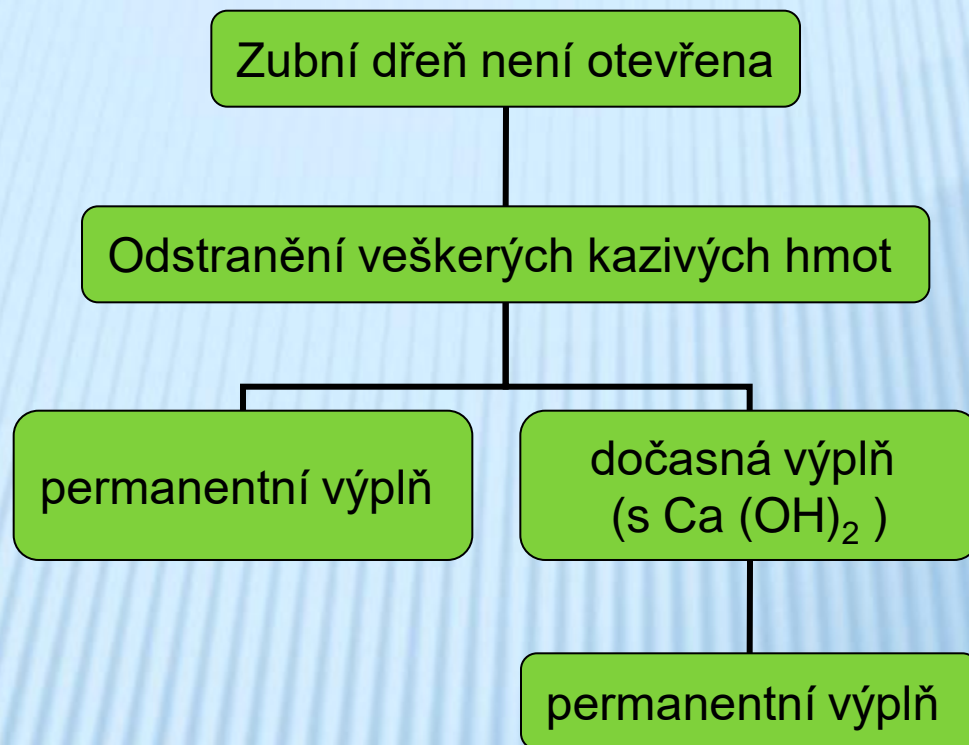 Zubní dřeň není otevřena
Odstranění veškerých kazivých hmot
permanentní výplň
dočasná výplň
(s Ca (OH)₂ )
permanentní výplň